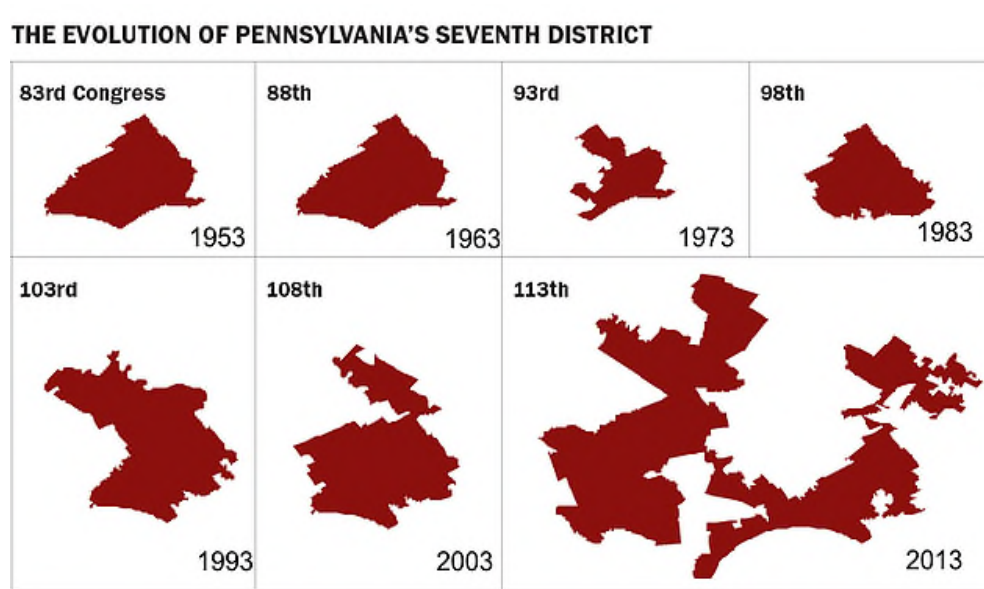 THE EVOLUTION OF PENNSYLVANIA'S SEVENTH DISTRICT
83rd Congress
1953
88th
1963
93rd
1973
98th
1983
103rd
1993
108th
2003
113th
2013